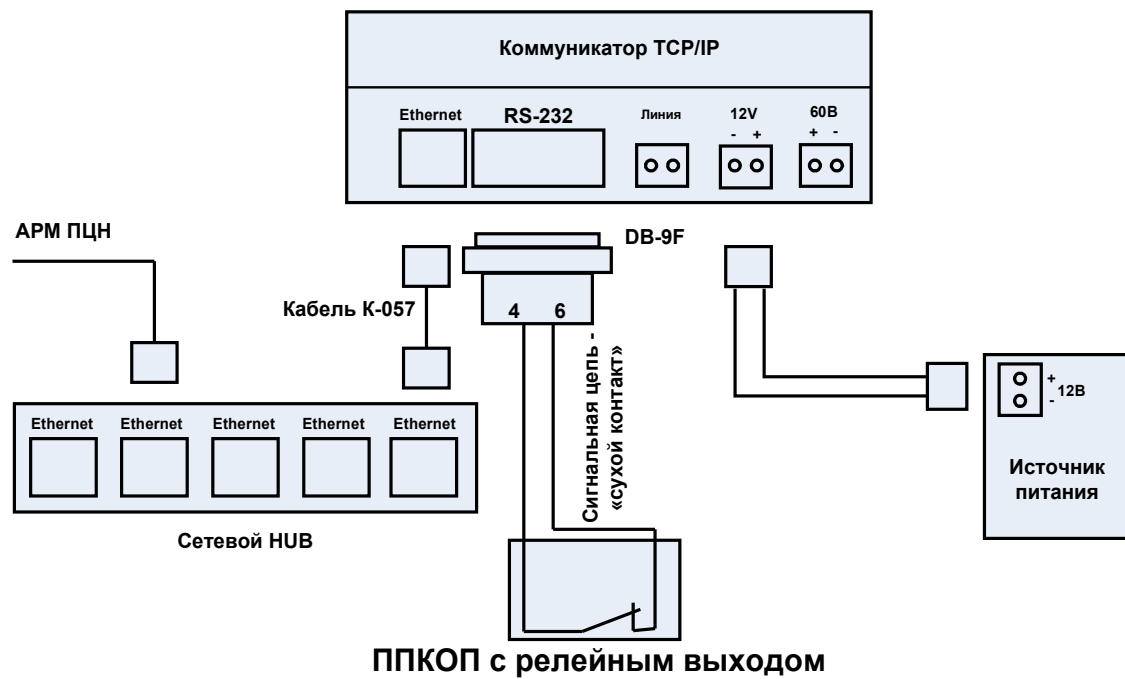 Коммуникатор TCP/IP
Ethernet RS-232 Линия 12V 60В
- + + -
АРМ ПЦН
DB-9F
Кабель К-057
4 6
Сигнальная цепь -
«сухой контакт»
+
12В
-
Ethernet Ethernet Ethernet Ethernet Ethernet
Источник
питания
Сетевой HUB
ППКОП с релейным выходом